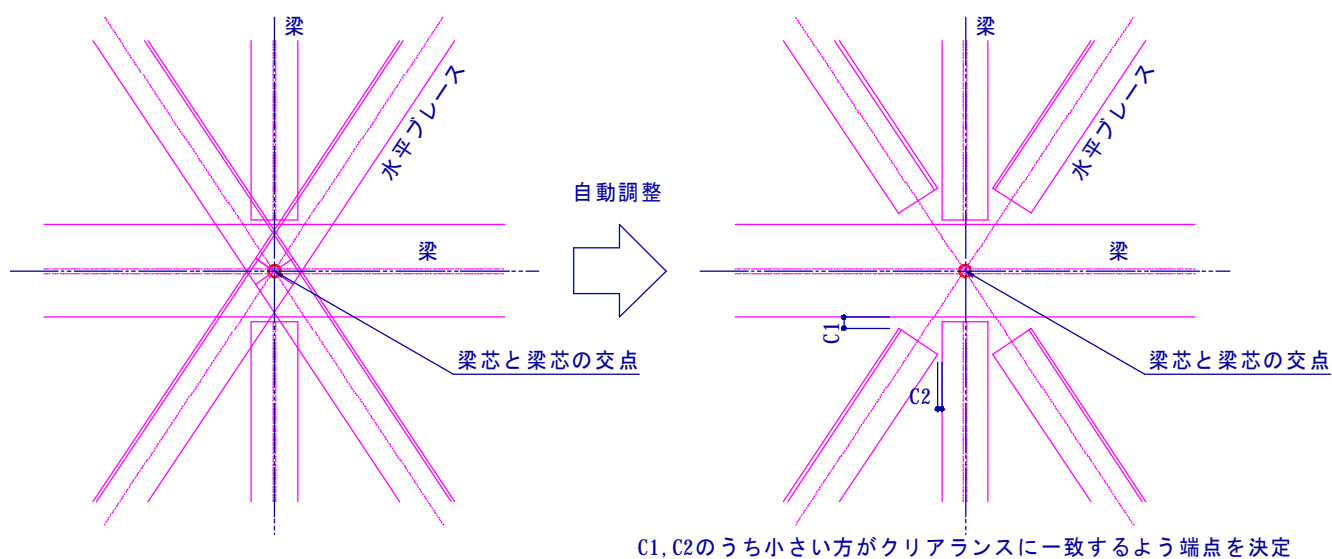 梁
水平ブレース
梁
梁芯と梁芯の交点
自動調整
梁
水平ブレース
梁
C1
C2
梁芯と梁芯の交点
C1,C2のうち小さい方がクリアランスに一致するよう端点を決定